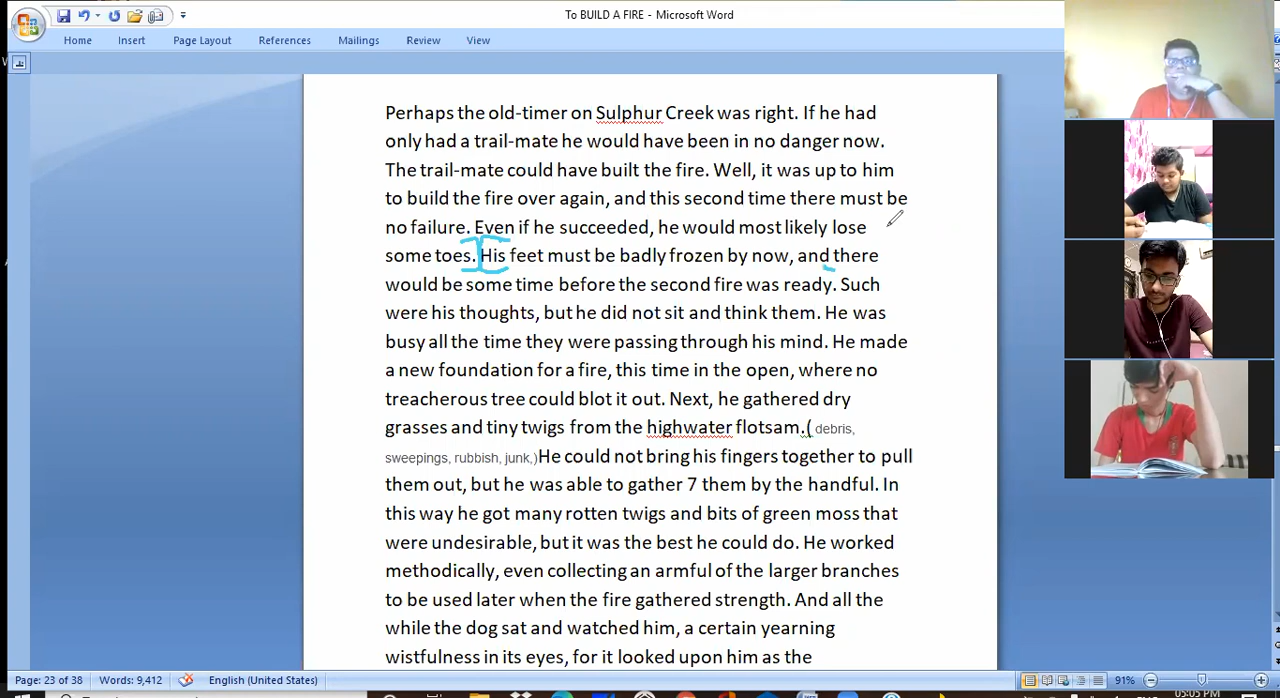 To BUILD A FIRE - Microsoft Word
Home Insert Page Layout References Mailings Review View
Perhaps the old-timer on Sulphur Creek was right. If he had
only had a trail-mate he would have been in no danger now.
The trail-mate could have built the fire. Well, it was up to him
to build the fire over again, and this second time there must be
no failure. Even if he succeeded, he would most likely lose
some toes. His feet must be badly frozen by now, and there
would be some time before the second fire was ready. Such
were his thoughts, but he did not sit and think them. He was
busy all the time they were passing through his mind. He made
a new foundation for a fire, this time in the open, where no
treacherous tree could blot it out. Next, he gathered dry
grasses and tiny twigs from the highwater flotsam.( debris,
sweepings, rubbish, junk,)He could not bring his fingers together to pull
them out, but he was able to gather 7 them by the handful. In
this way he got many rotten twigs and bits of green moss that
were undesirable, but it was the best he could do. He worked
methodically, even collecting an armful of the larger branches
to be used later when the fire gathered strength. And all the
while the dog sat and watched him, a certain yearning
wistfulness in its eyes, for it looked upon him as the
Page: 23 of 38 Words: 9,412 English (United States) 91%
05:05 PM